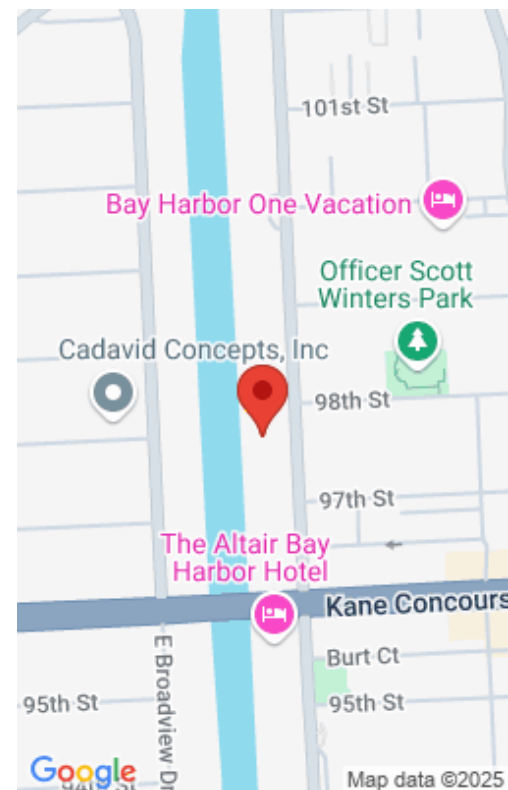 101st St
Bay Harbor One Vacation
Officer Scott
Winters Park
Cadavid Concepts, Inc
98th St
97th St
The Altair Bay
Harbor Hotel
Kane Concours
Burt Ct
E Broadview Dr
95th St
95th St
Google
Map data ©2025